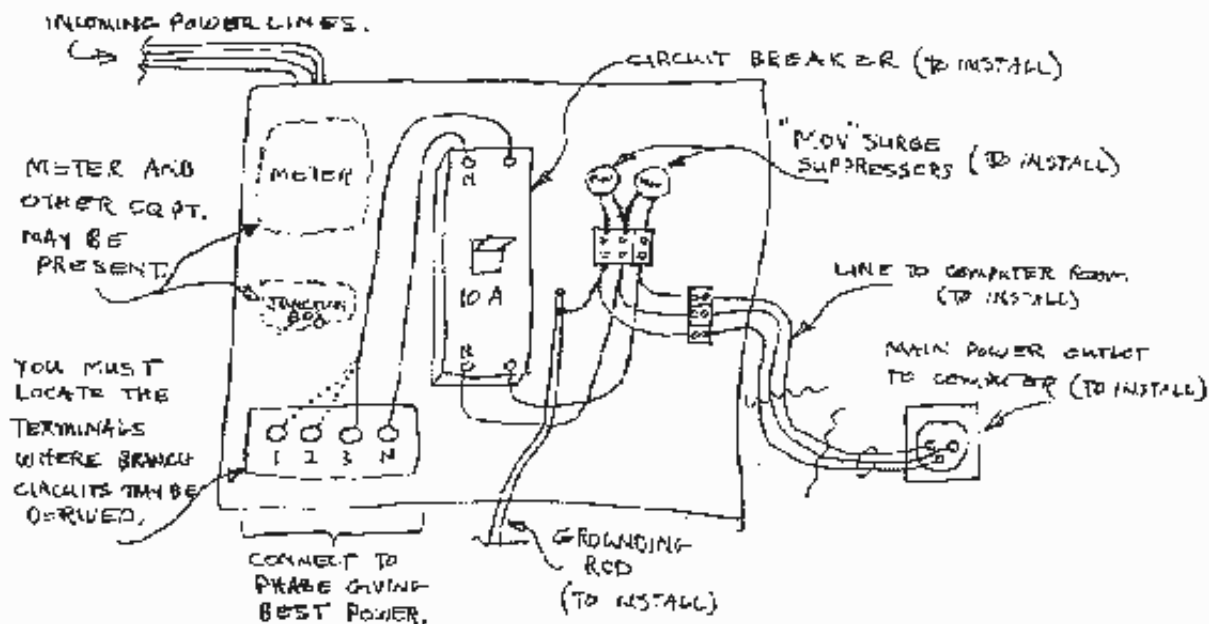 INCOMING POWER LINES.
CIRCUIT BREAKER (TO INSTALL)
"MOV" SURGE
SUPPRESSORS (TO INSTALL)
METER AND
OTHER EQPT.
MAY BE
PRESENT.
METER
JUNCTION
BOX
N
10 A
N
LINE TO COMPUTER ROOM
(TO INSTALL)
MAIN POWER OUTLET
TO COMPUTER (TO INSTALL)
YOU MUST
LOCATE THE
TERMINALS
WHERE BRANCH
CIRCUITS MAY BE
DERIVED.
1 2 3 N
CONNECT TO
PHASE GIVING
BEST POWER.
GROUNDING
ROD
(TO INSTALL)